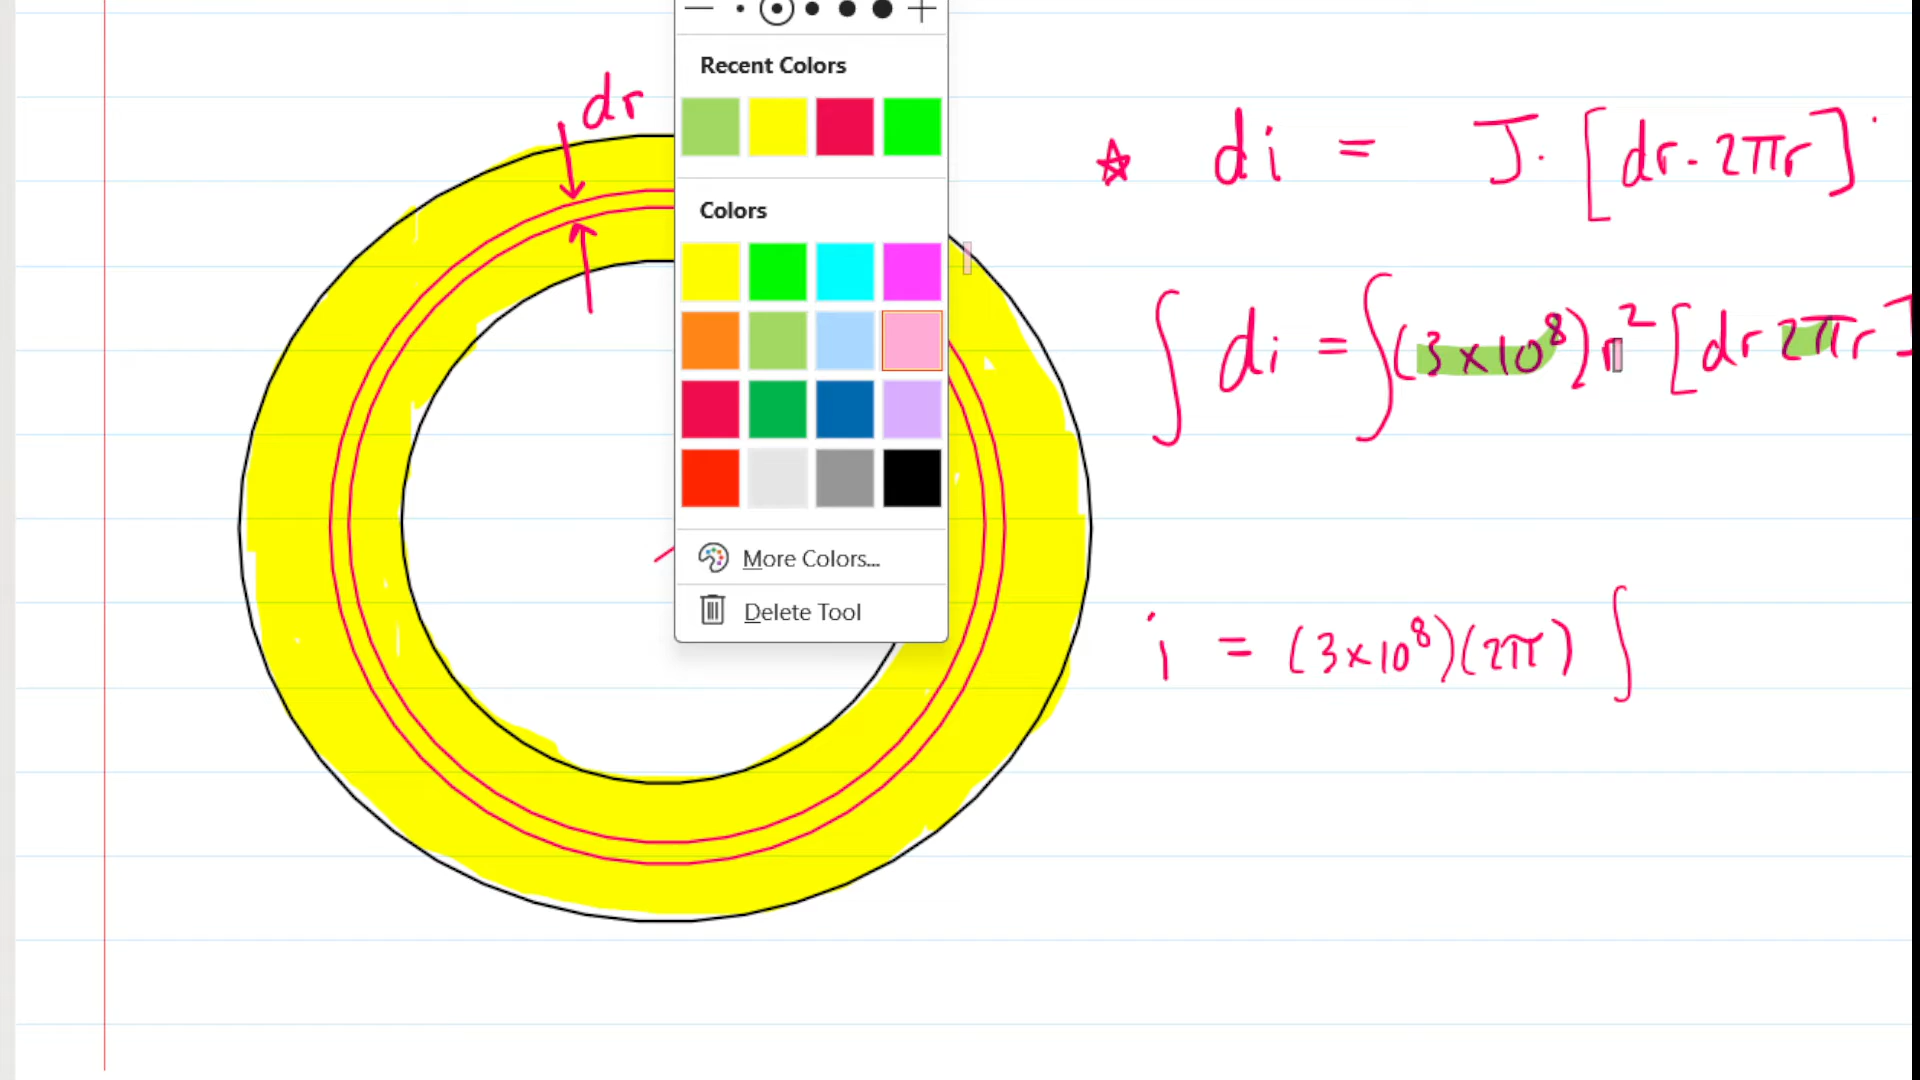 Recent Colors
Colors
More Colors...
Delete Tool
dr
☆ di = J · [dr · 2πr]
∫ di = ∫ (3×10⁸) r² [dr 2πr]
i = (3×10⁸)(2π) ∫